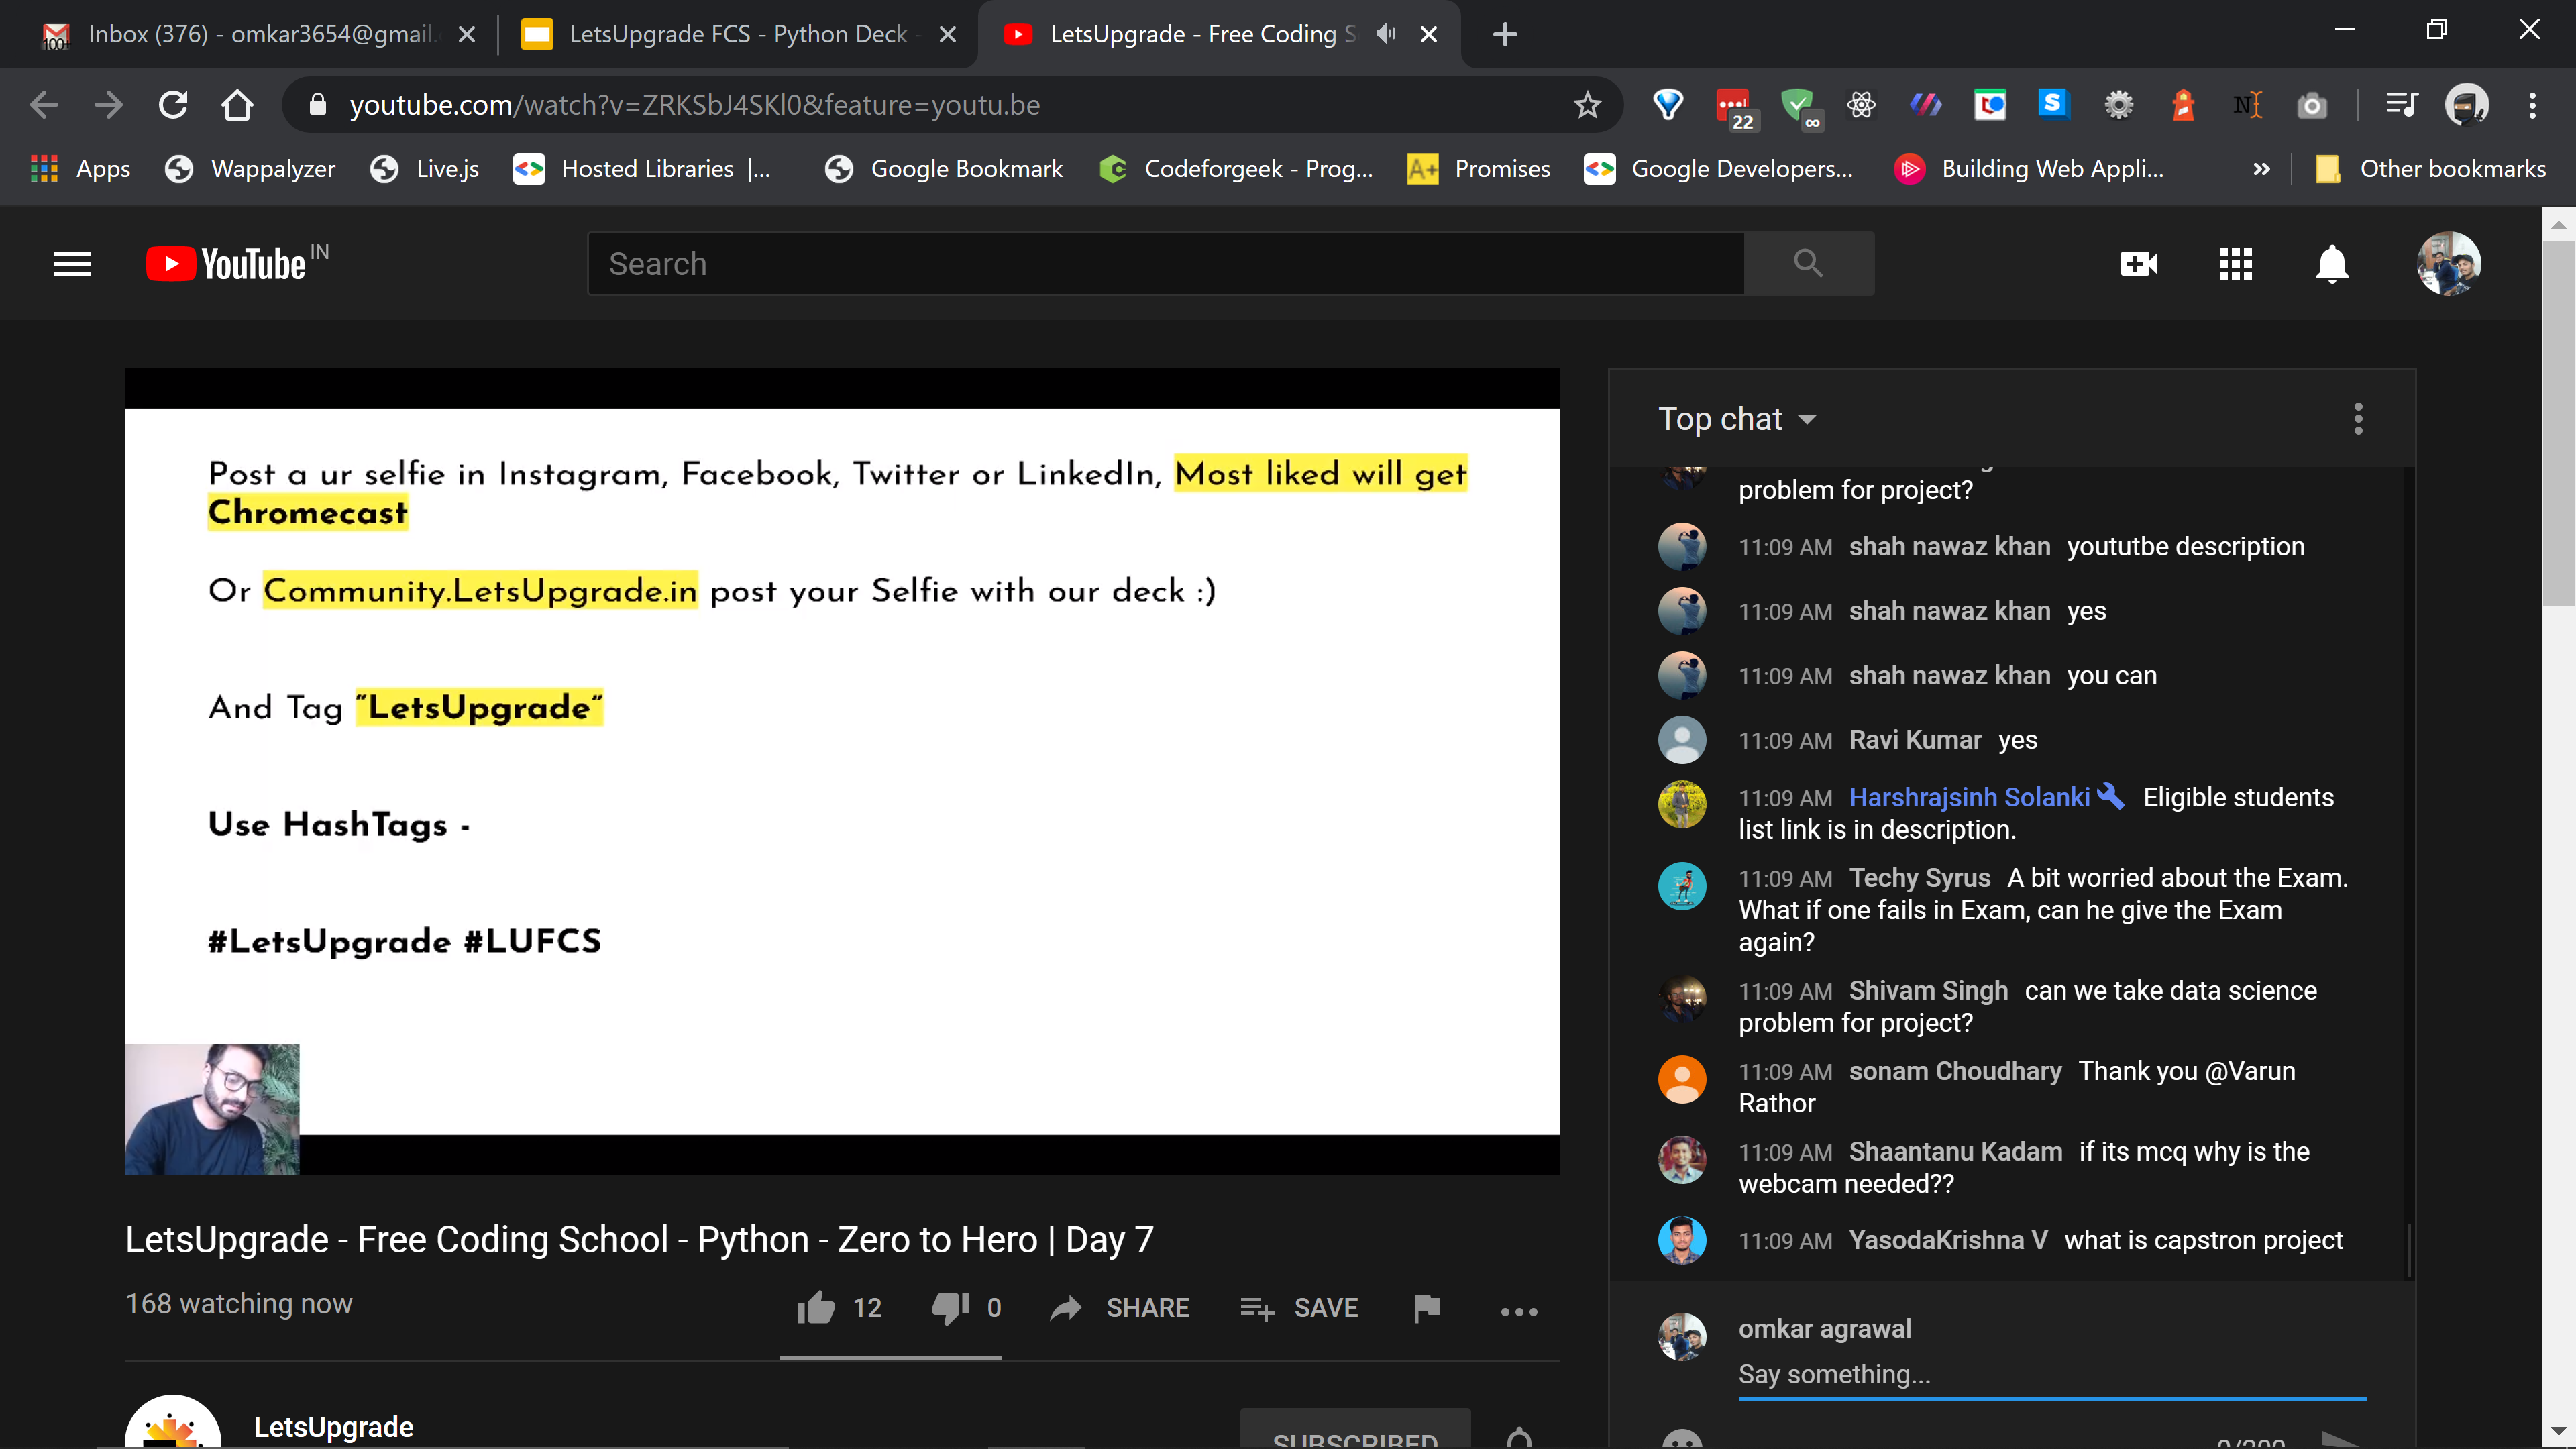 Inbox (376) - omkar3654@gmail.
LetsUpgrade FCS - Python Deck -
LetsUpgrade - Free Coding S
youtube.com/watch?v=ZRKSbJ4SKl0&feature=youtu.be
22
Apps
Wappalyzer
Live.js
Hosted Libraries |...
Google Bookmark
Codeforgeek - Prog...
A+ Promises
Google Developers...
Building Web Appli...
»
Other bookmarks
YouTube IN
Search
Post a ur selfie in Instagram, Facebook, Twitter or LinkedIn, Most liked will get
Chromecast
Or Community.LetsUpgrade.in post your Selfie with our deck :)
And Tag "LetsUpgrade"
Use HashTags -
#LetsUpgrade #LUFCS
LetsUpgrade - Free Coding School - Python - Zero to Hero | Day 7
168 watching now
12
0
SHARE
SAVE
LetsUpgrade
SUBSCRIBED
Top chat
problem for project?
11:09 AM shah nawaz khan yoututbe description
11:09 AM shah nawaz khan yes
11:09 AM shah nawaz khan you can
11:09 AM Ravi Kumar yes
11:09 AM Harshrajsinh Solanki Eligible students
list link is in description.
11:09 AM Techy Syrus A bit worried about the Exam.
What if one fails in Exam, can he give the Exam
again?
11:09 AM Shivam Singh can we take data science
problem for project?
11:09 AM sonam Choudhary Thank you @Varun
Rathor
11:09 AM Shaantanu Kadam if its mcq why is the
webcam needed??
11:09 AM YasodaKrishna V what is capstron project
omkar agrawal
Say something...
0/200